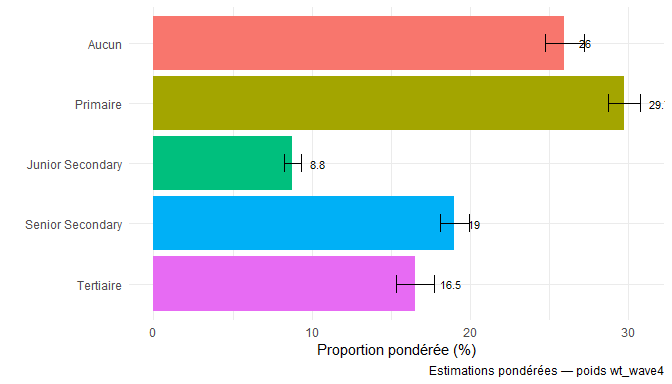 Aucun
26
Primaire
29.
Junior Secondary
8.8
Senior Secondary
19
Tertiaire
16.5
0
10
20
30
Proportion pondérée (%)
Estimations pondérées — poids wt_wave4